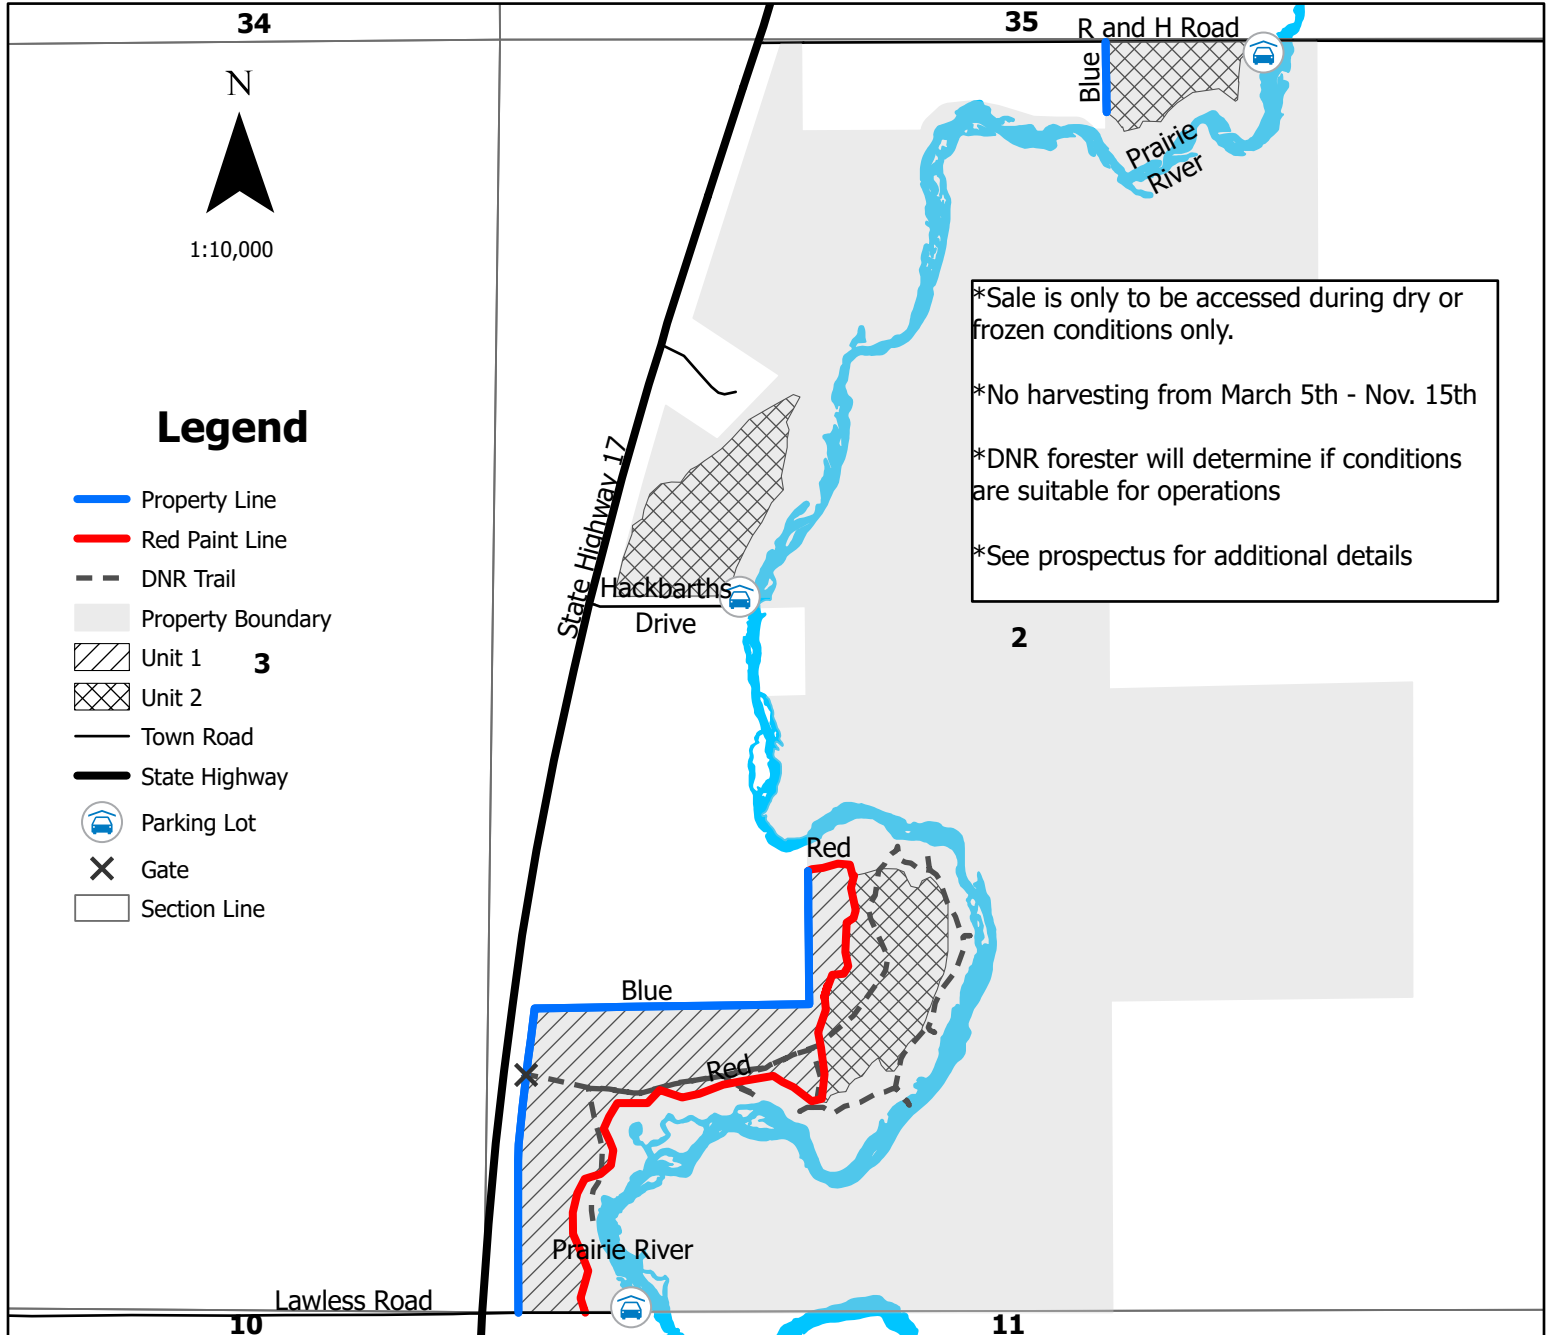 34
35
R and H Road
N
Blue
Prairie
River
1:10,000
*Sale is only to be accessed during dry or
frozen conditions only.
*No harvesting from March 5th - Nov. 15th
*DNR forester will determine if conditions
are suitable for operations
*See prospectus for additional details
Legend
State Highway 17
Property Line
Red Paint Line
DNR Trail
Property Boundary
Unit 1
3
Unit 2
Town Road
State Highway
Parking Lot
Gate
Section Line
Hackbarths
Drive
2
Red
Blue
Red
Prairie River
Lawless Road
10
11